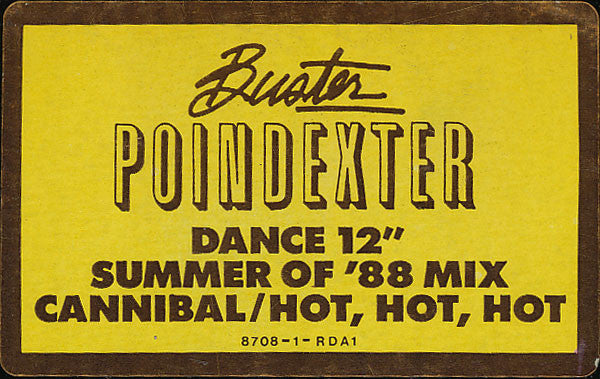 Buster
POINDEXTER
DANCE 12"
SUMMER OF '88 MIX
CANNIBAL/HOT, HOT, HOT
8708-1-RDA1